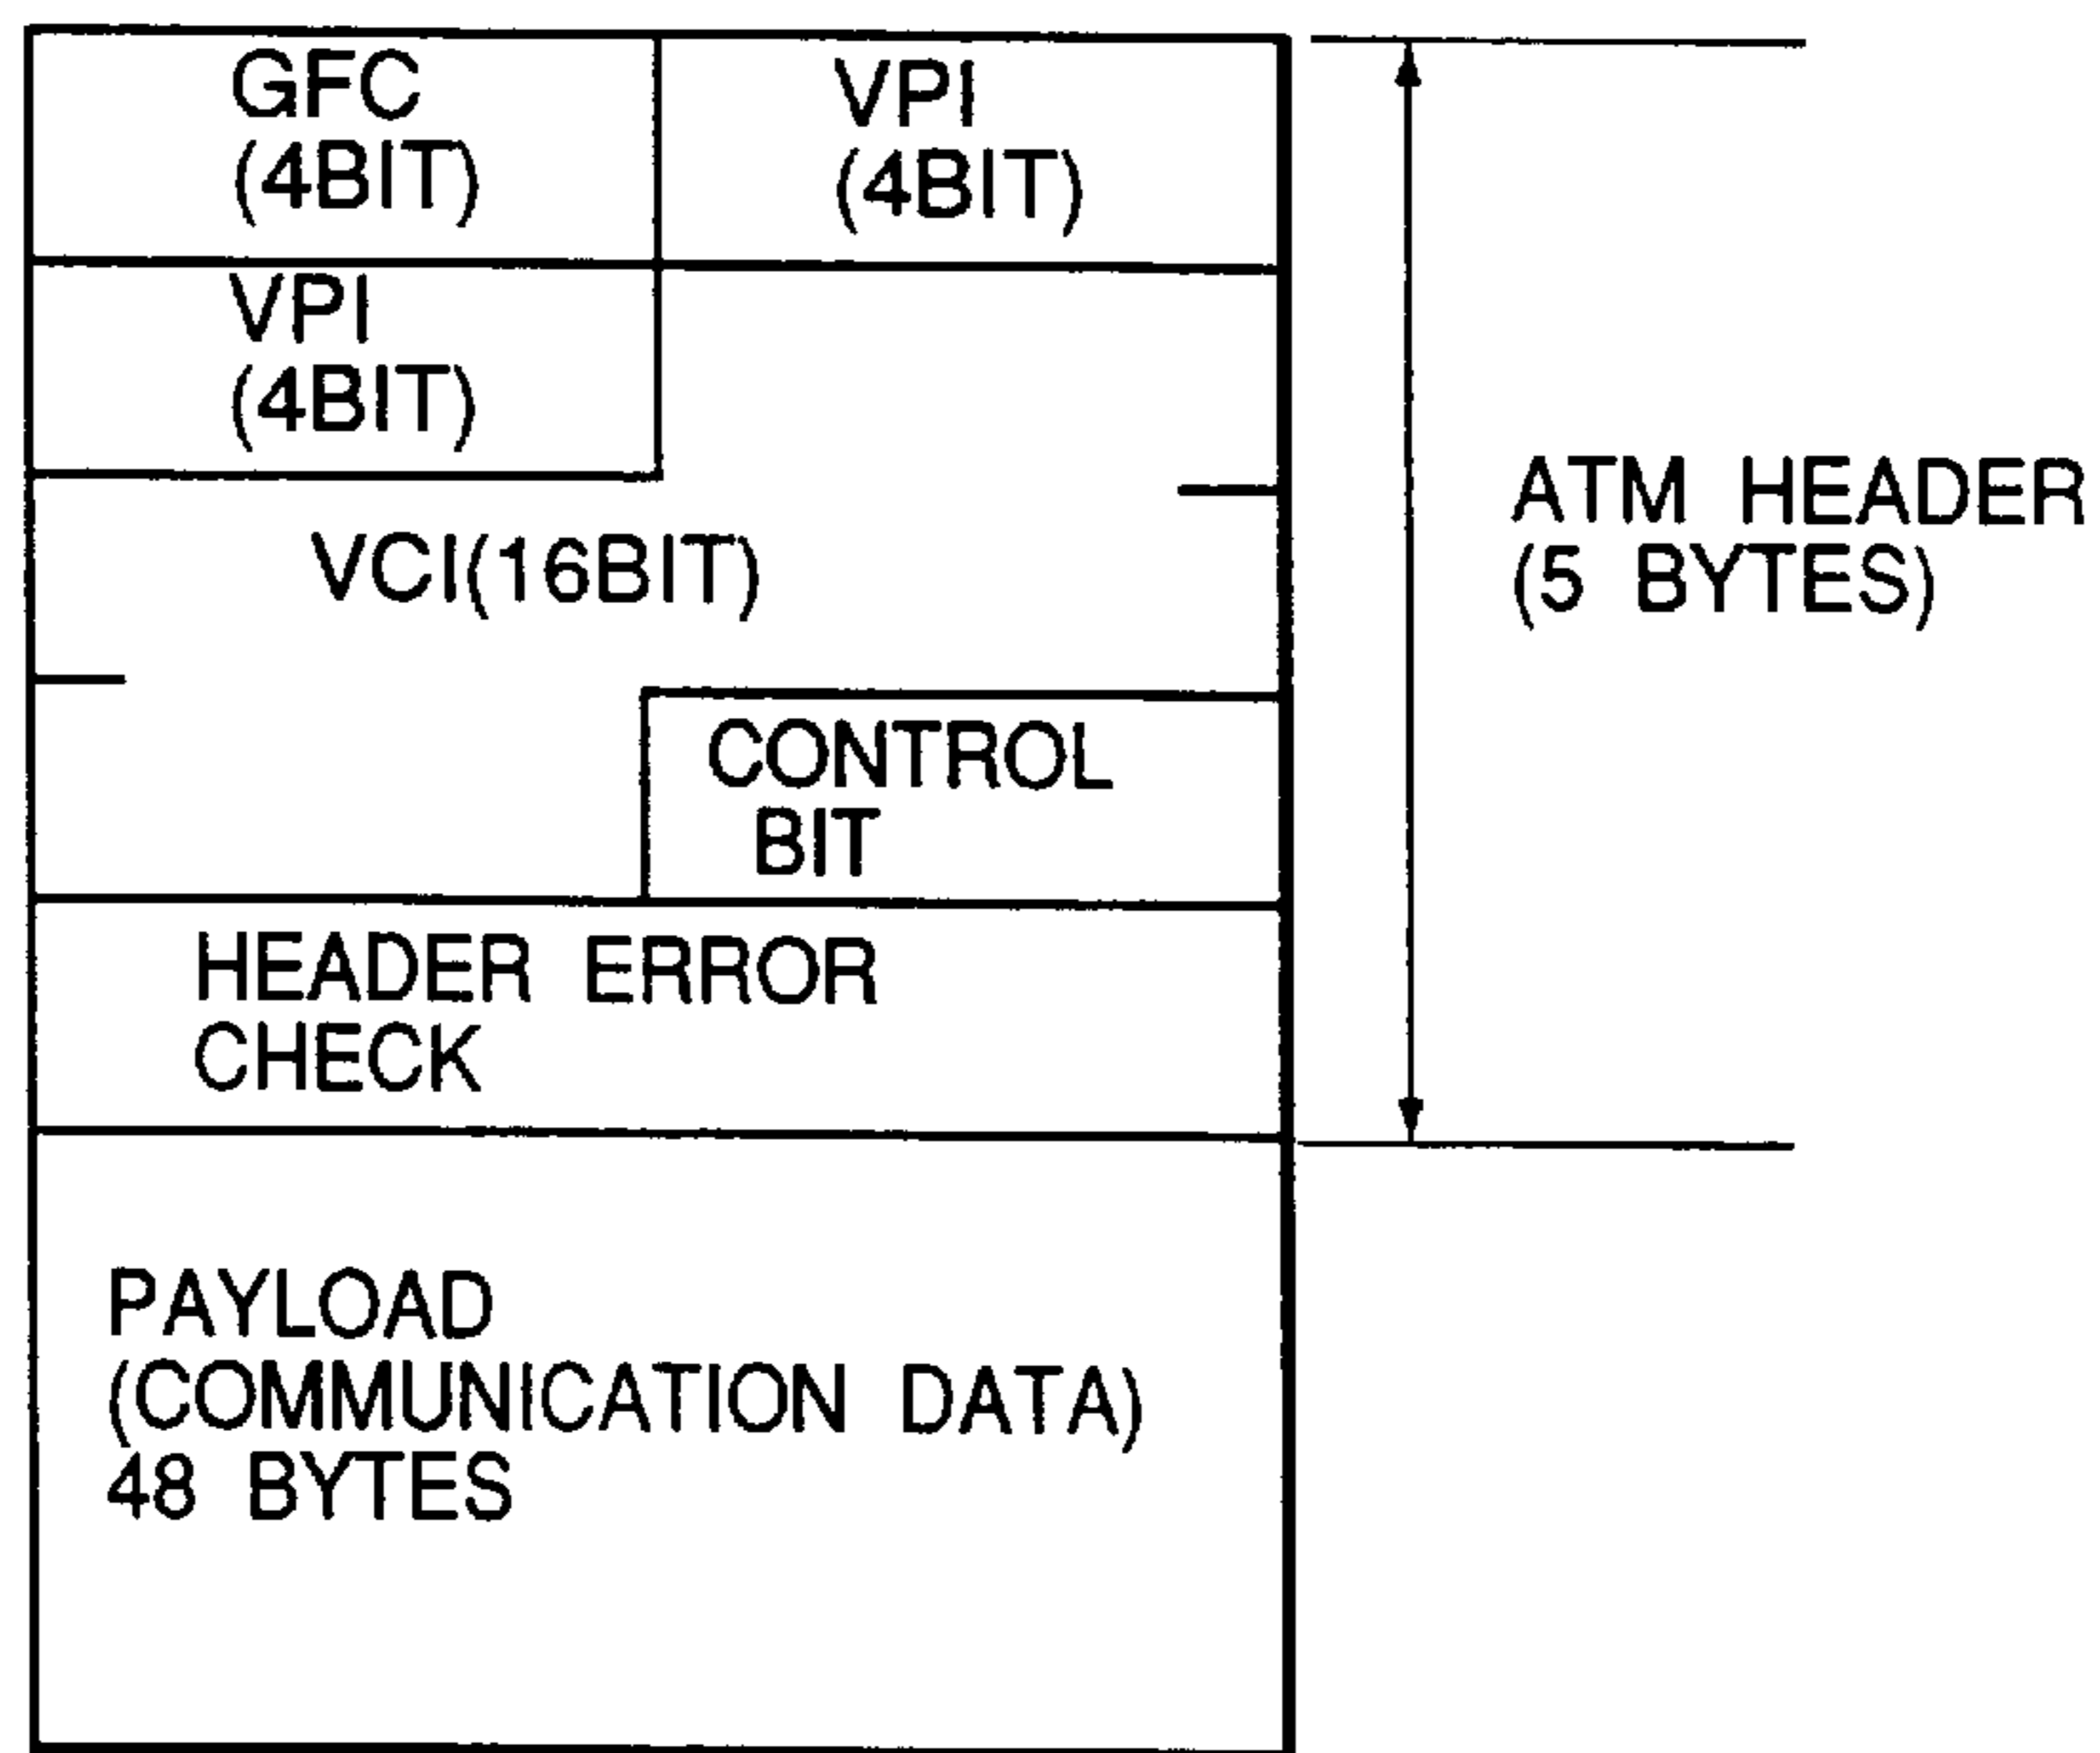 GFC
(4BIT)
VPI
(4BIT)
VPI
(4BIT)
VCI(16BIT)
CONTROL
BIT
HEADER ERROR
CHECK
PAYLOAD
(COMMUNICATION DATA)
48 BYTES
ATM HEADER
(5 BYTES)